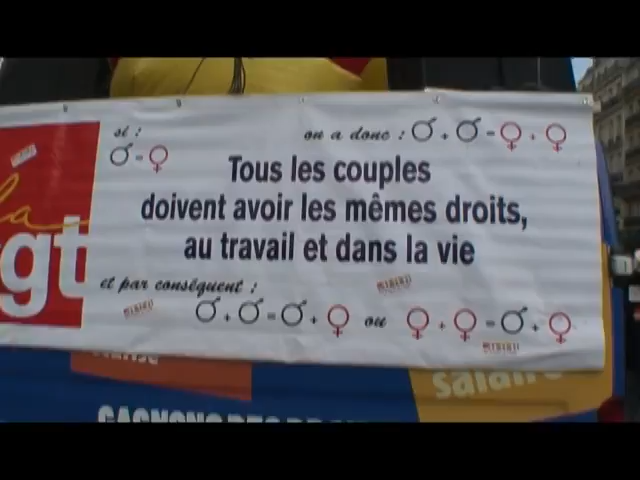 si :
♂ = ♀
on a donc : ♂ + ♂ = ♀ + ♀
Tous les couples
doivent avoir les mêmes droits,
au travail et dans la vie
la
cgt
et par conséquent :
♂ + ♂ = ♂ + ♀ ou ♀ + ♀ = ♂ + ♀